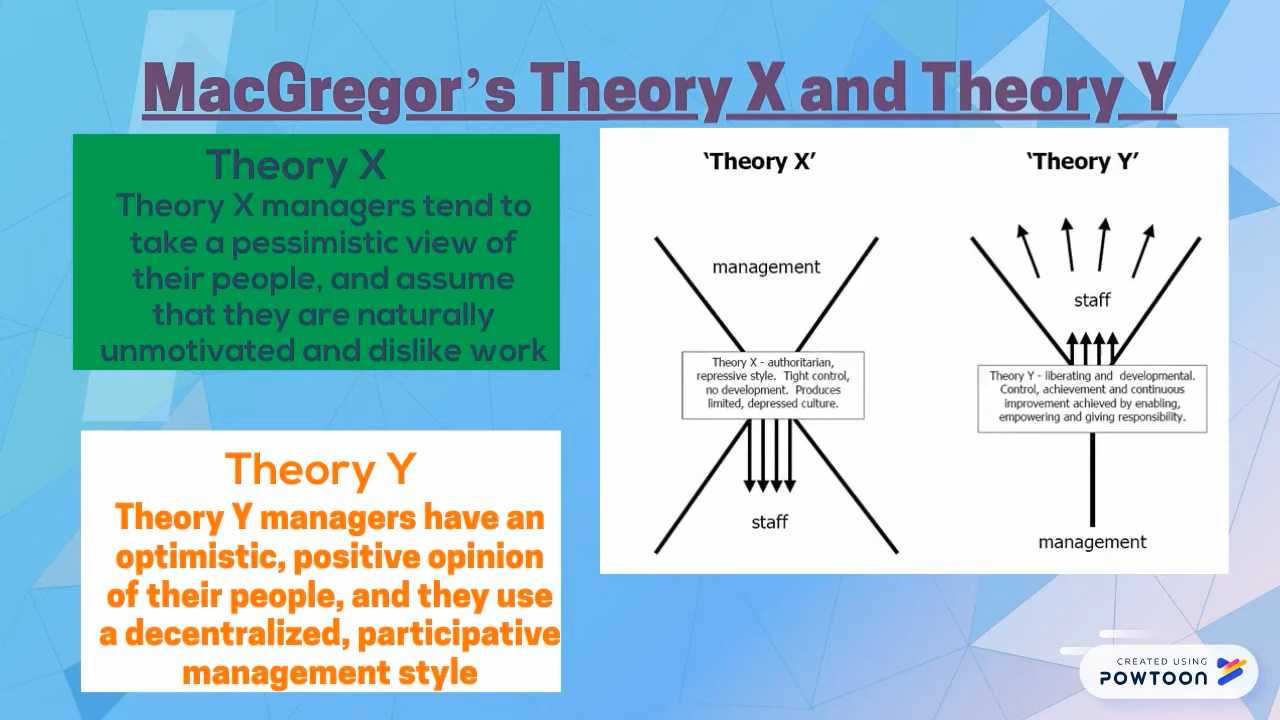 MacGregor’s Theory X and Theory Y
Theory X
Theory X managers tend to
take a pessimistic view of
their people, and assume
that they are naturally
unmotivated and dislike work
Theory Y
Theory Y managers have an
optimistic, positive opinion
of their people, and they use
a decentralized, participative
management style
‘Theory X’
management
Theory X - authoritarian,
repressive style. Tight control,
no development. Produces
limited, depressed culture.
staff
‘Theory Y’
staff
Theory Y - liberating and developmental.
Control, achievement and continuous
improvement achieved by enabling,
empowering and giving responsibility.
management
CREATED USING
POWTOON